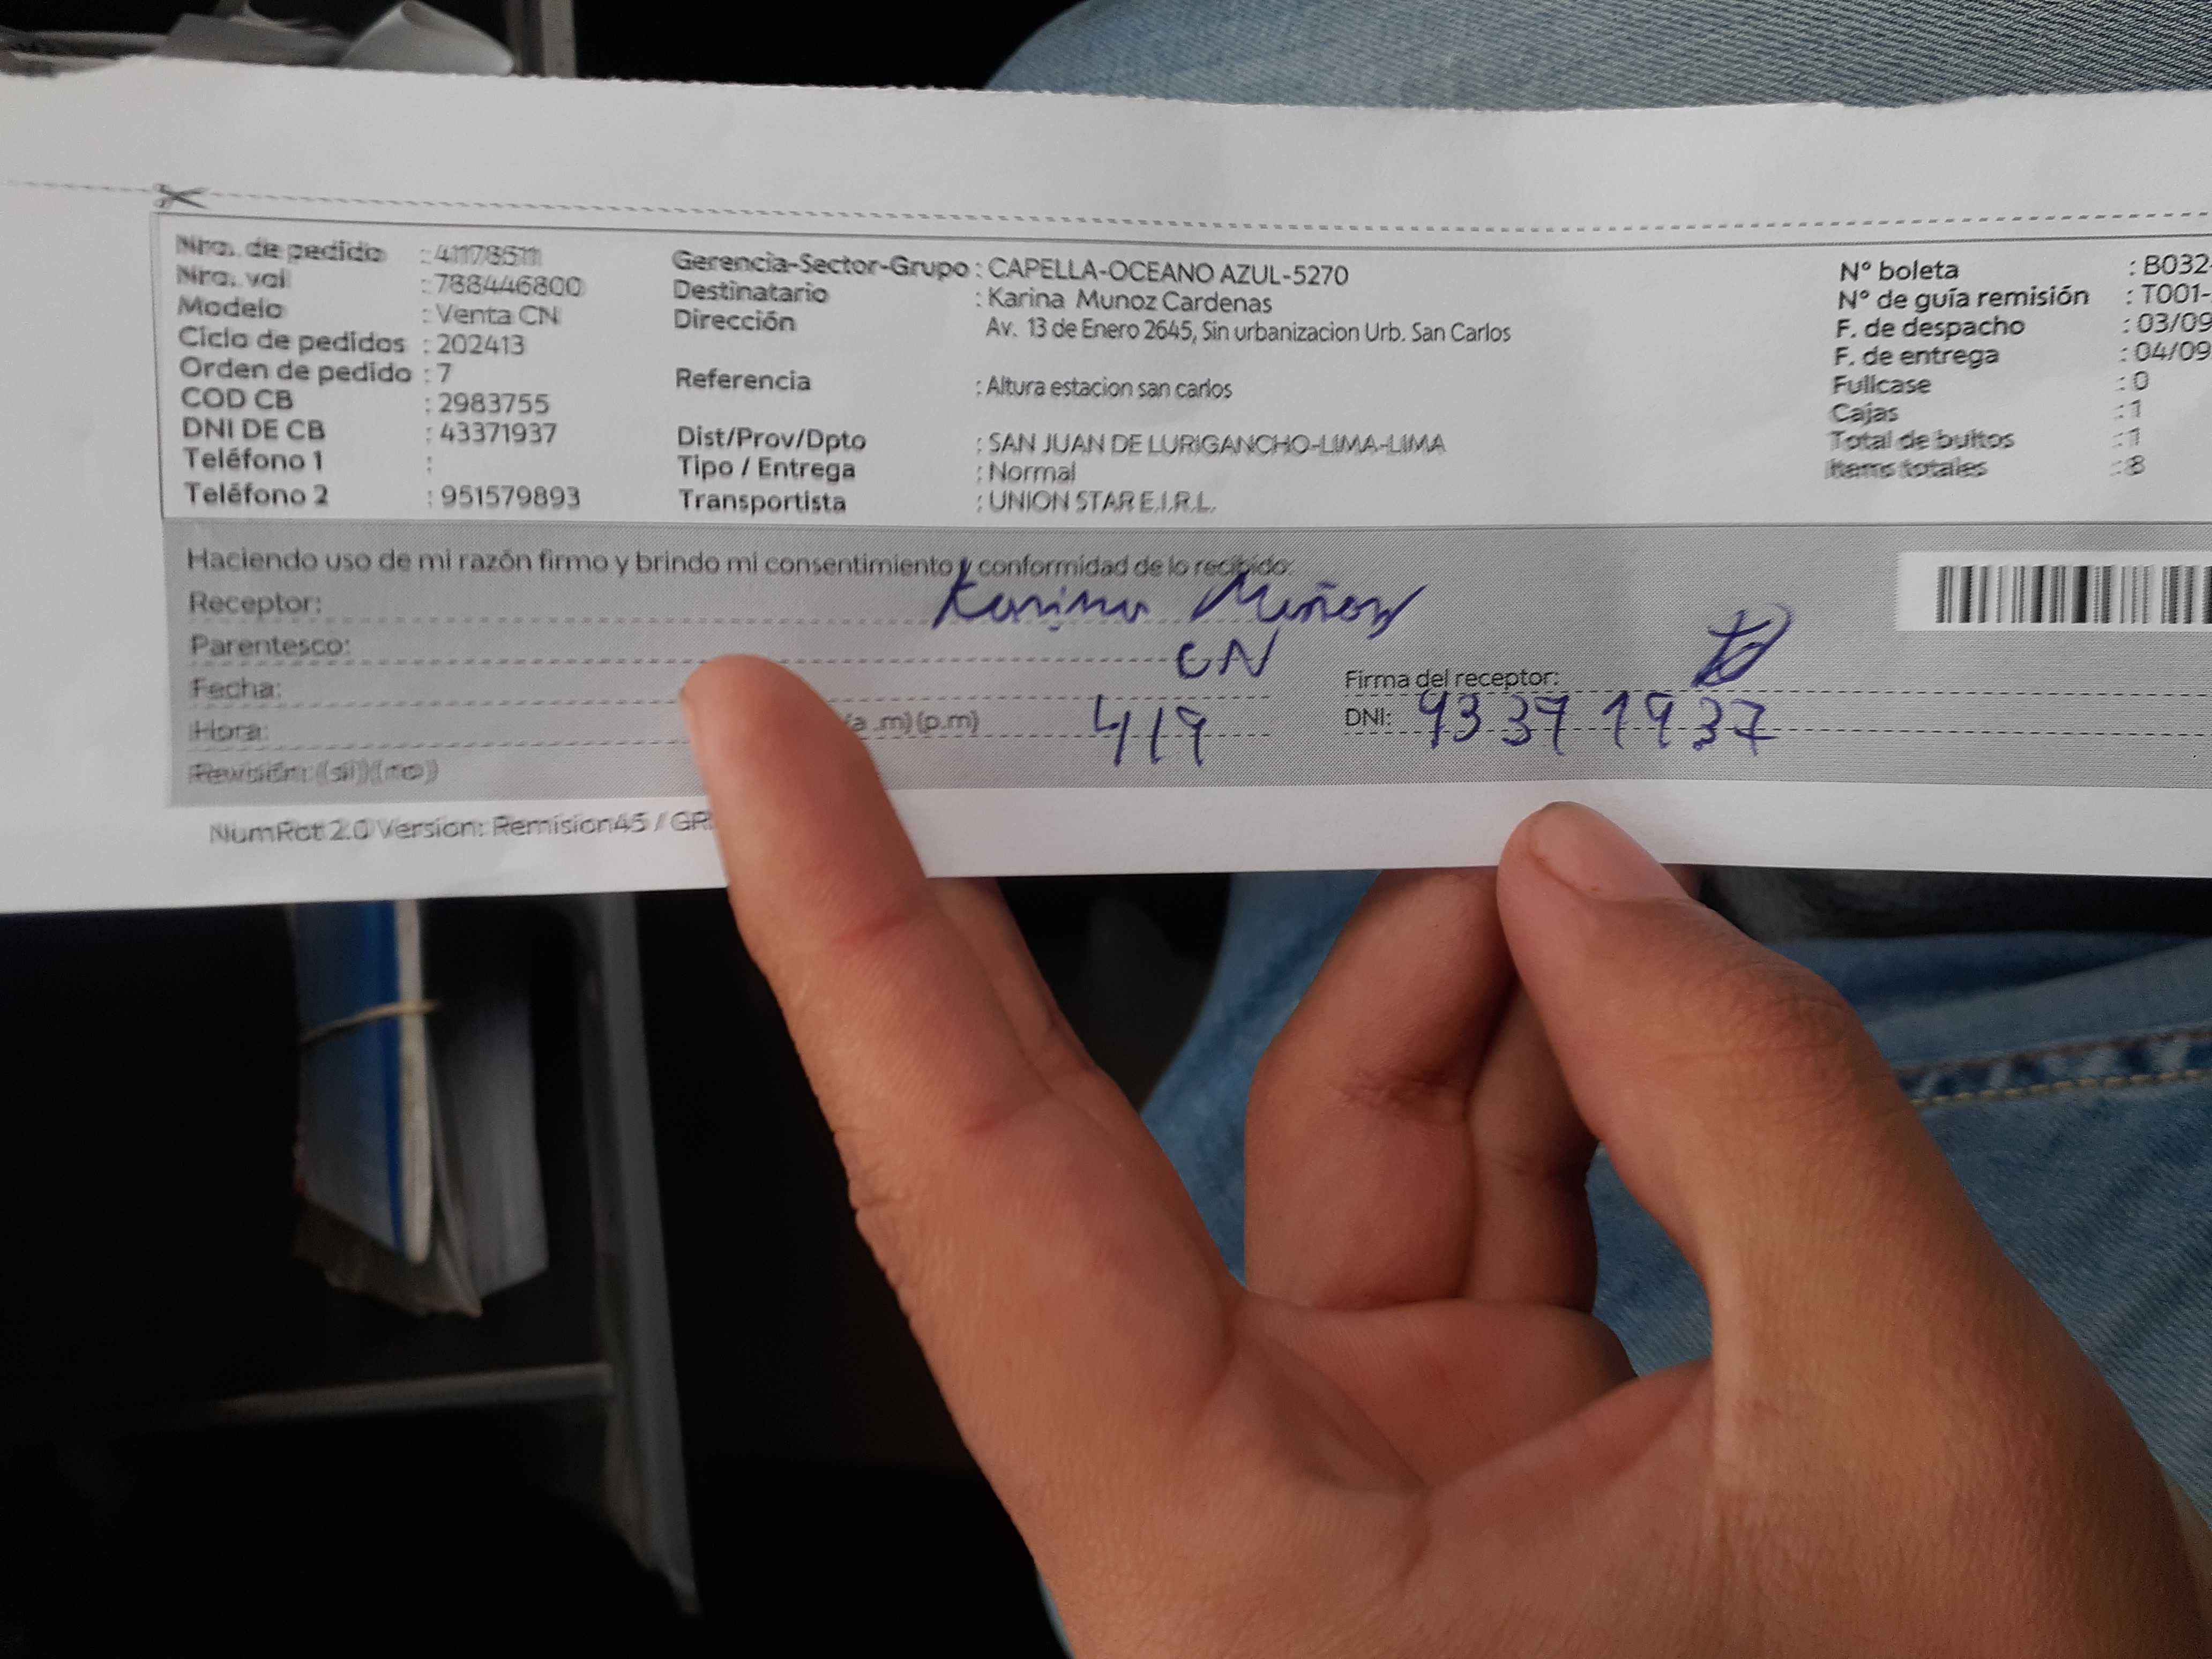 Nro. de pedido : 41178511
Nro. val : 788446800
Modelo : Venta CN
Ciclo de pedidos : 202413
Orden de pedido : 7
COD CB : 2983755
DNI DE CB : 43371937
Teléfono 1 :
Teléfono 2 : 951579893
Gerencia-Sector-Grupo : CAPELLA-OCEANO AZUL-5270
Destinatario : Karina Munoz Cardenas
Dirección Av. 13 de Enero 2645, Sin urbanizacion Urb. San Carlos
Referencia : Altura estacion san carlos
Dist/Prov/Dpto : SAN JUAN DE LURIGANCHO-LIMA-LIMA
Tipo / Entrega : Normal
Transportista : UNION STAR E.I.R.L.
N° boleta : B032-
N° de guía remisión : T001-
F. de despacho : 03/09
F. de entrega : 04/09
Fullcase : 0
Cajas : 1
Total de bultos : 1
Items totales : 8
Haciendo uso de mi razón firmo y brindo mi consentimiento y conformidad de lo recibido:
Receptor: Karina Muñoz
Parentesco: CN
Fecha: 4/9
Hora: (a .m) (p.m)
Revisión: (si) (no)
Firma del receptor:
DNI: 43371937
NumRot 2.0 Version: Remision45 / GR